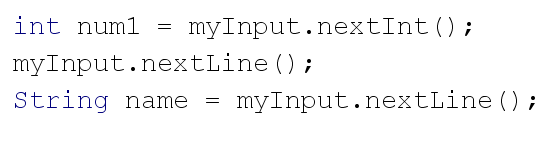 int num1 = myInput.nextInt();
myInput.nextLine();
String name = myInput.nextLine();